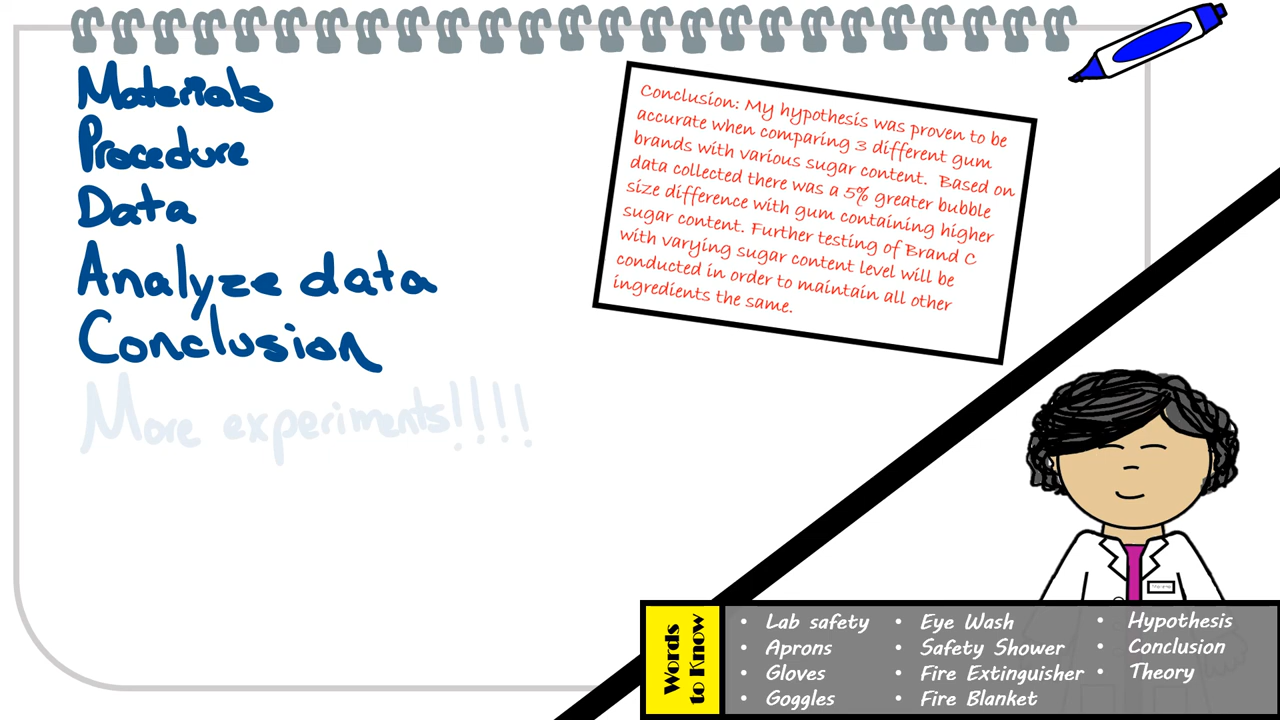 Materials
Procedure
Data
Analyze data
Conclusion
More experiments!!!!
Conclusion: My hypothesis was proven to be
accurate when comparing 3 different gum
brands with various sugar content. Based on
data collected there was a 5% greater bubble
size difference with gum containing higher
sugar content. Further testing of Brand C
with varying sugar content level will be
conducted in order to maintain all other
ingredients the same.
Words
to Know
• Lab safety
• Aprons
• Gloves
• Goggles
• Eye Wash
• Safety Shower
• Fire Extinguisher
• Fire Blanket
• Hypothesis
• Conclusion
• Theory